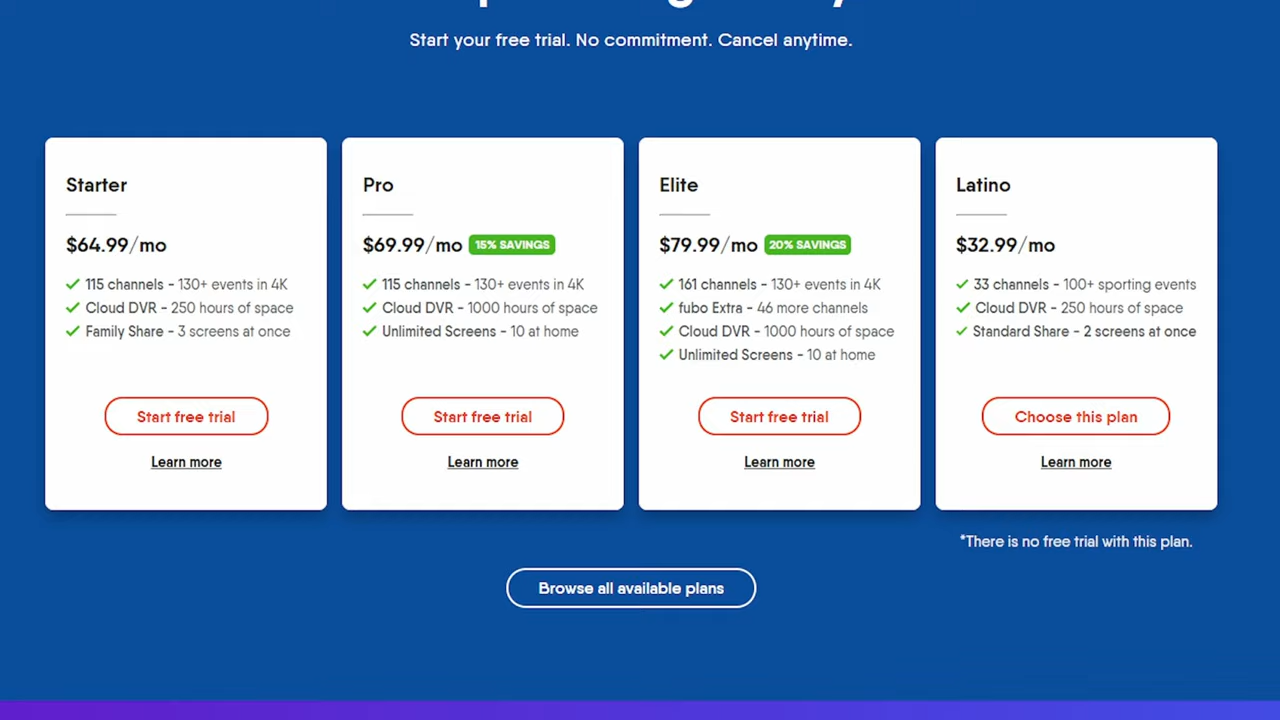 Start your free trial. No commitment. Cancel anytime.
Starter
$64.99/mo
115 channels - 130+ events in 4K
Cloud DVR - 250 hours of space
Family Share - 3 screens at once
Start free trial
Learn more
Pro
$69.99/mo 15% SAVINGS
115 channels - 130+ events in 4K
Cloud DVR - 1000 hours of space
Unlimited Screens - 10 at home
Start free trial
Learn more
Elite
$79.99/mo 20% SAVINGS
161 channels - 130+ events in 4K
fubo Extra - 46 more channels
Cloud DVR - 1000 hours of space
Unlimited Screens - 10 at home
Start free trial
Learn more
Latino
$32.99/mo
33 channels - 100+ sporting events
Cloud DVR - 250 hours of space
Standard Share - 2 screens at once
Choose this plan
Learn more
*There is no free trial with this plan.
Browse all available plans